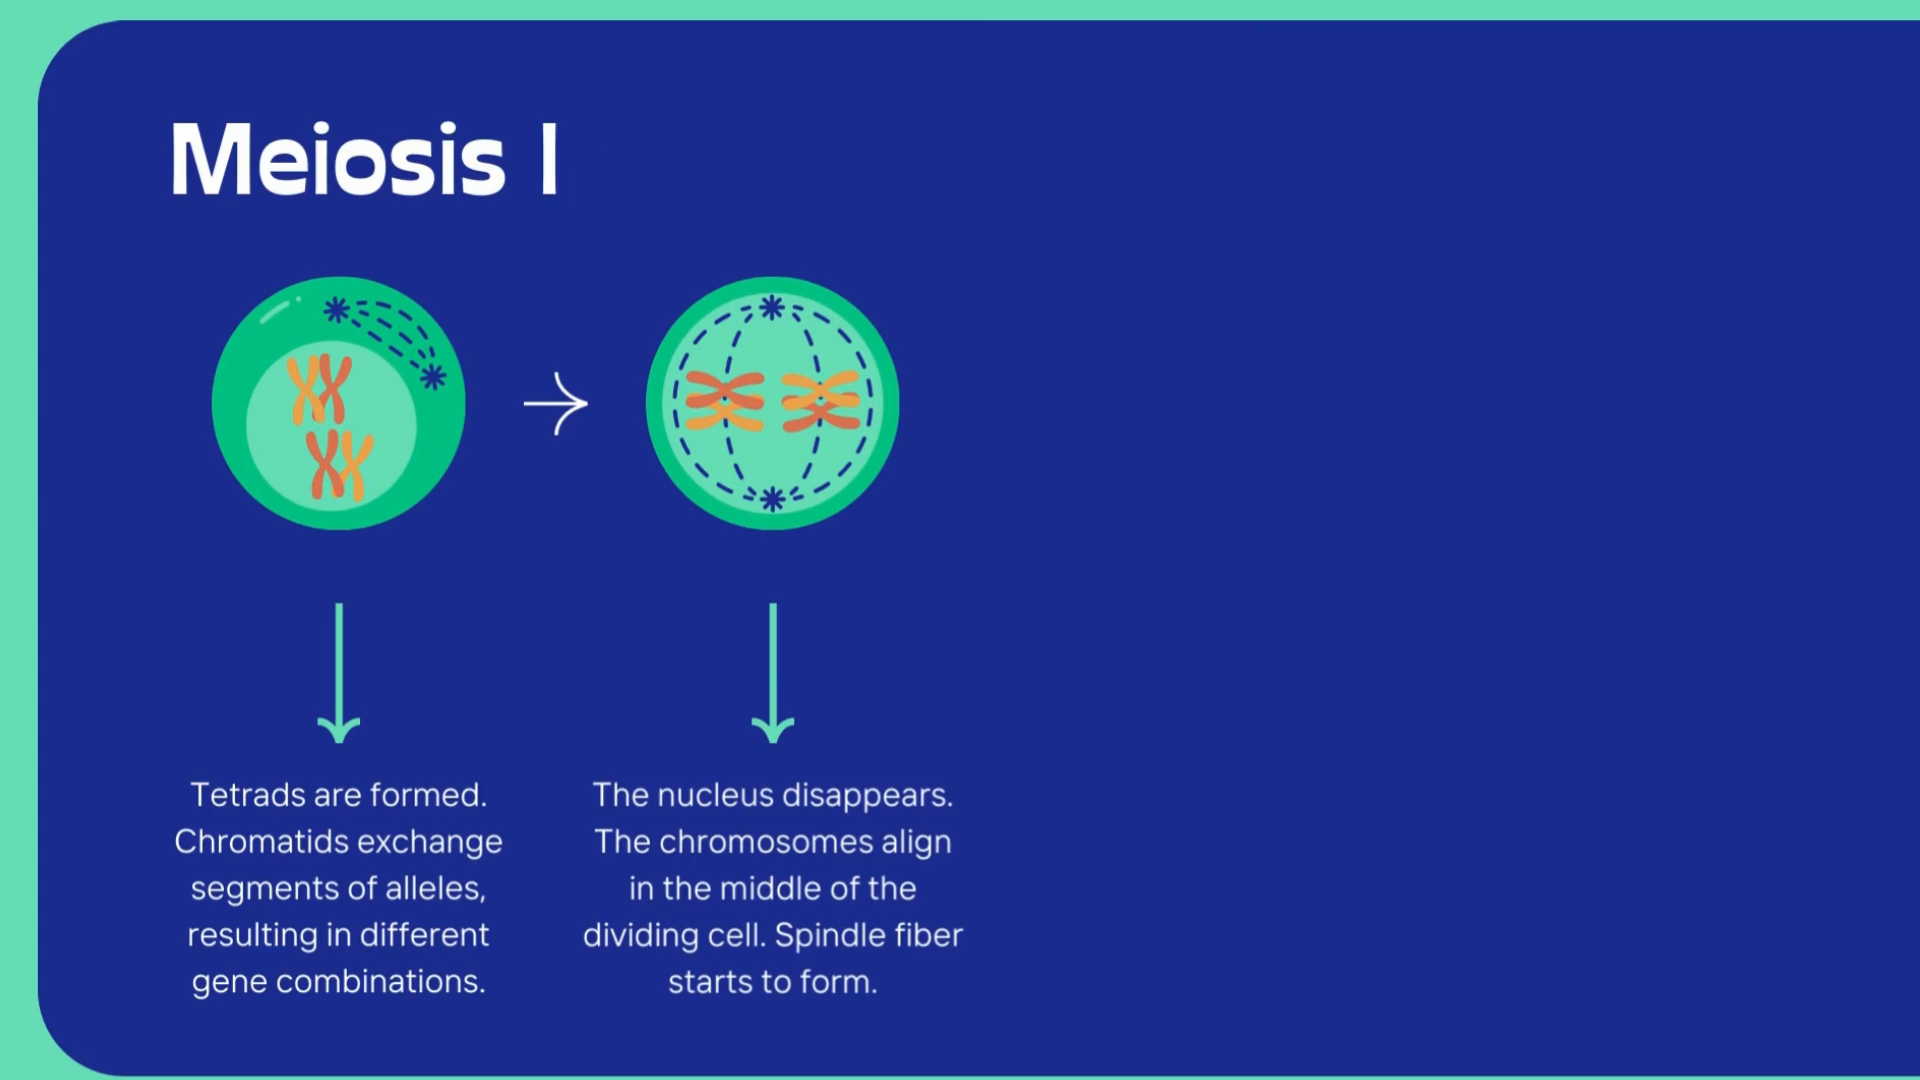 Meiosis I
Tetrads are formed.
Chromatids exchange
segments of alleles,
resulting in different
gene combinations.
The nucleus disappears.
The chromosomes align
in the middle of the
dividing cell. Spindle fiber
starts to form.